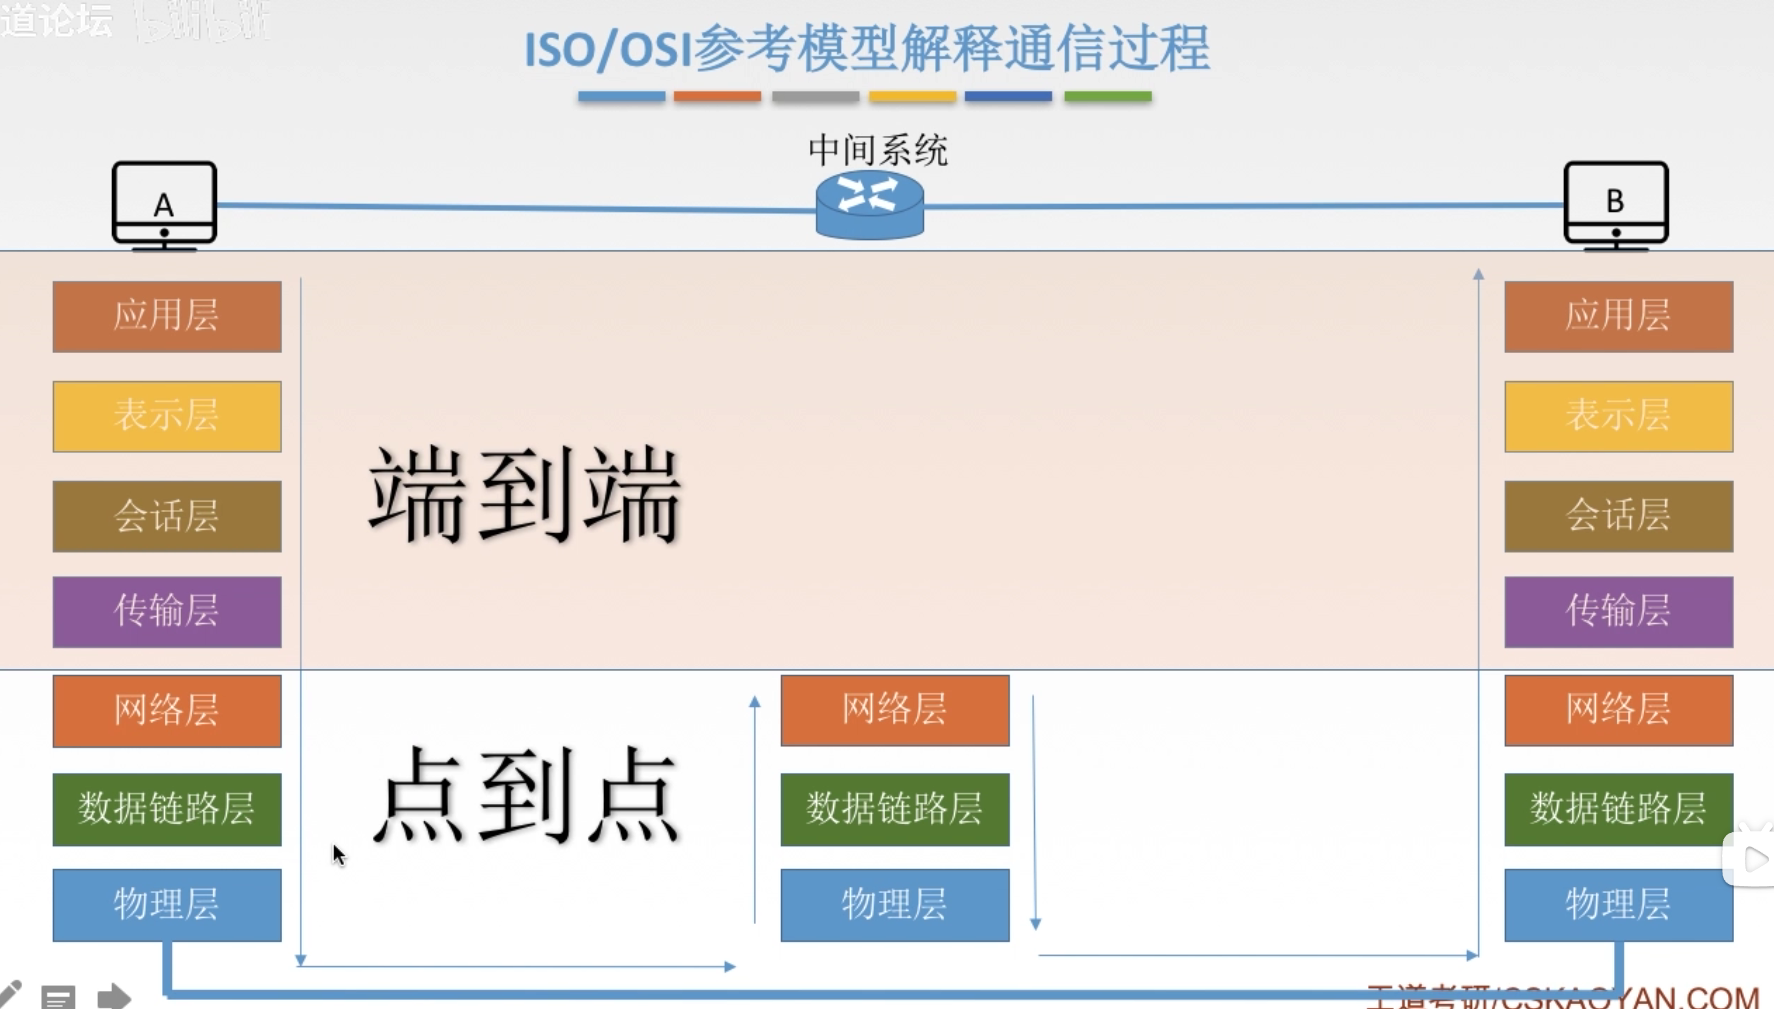 道论坛 bilibili
ISO/OSI参考模型解释通信过程
中间系统
A
B
应用层
应用层
表示层
表示层
端到端
会话层
会话层
传输层
传输层
网络层
网络层
网络层
点到点
数据链路层
数据链路层
数据链路层
物理层
物理层
物理层
王道考研/CSKAOYAN.COM